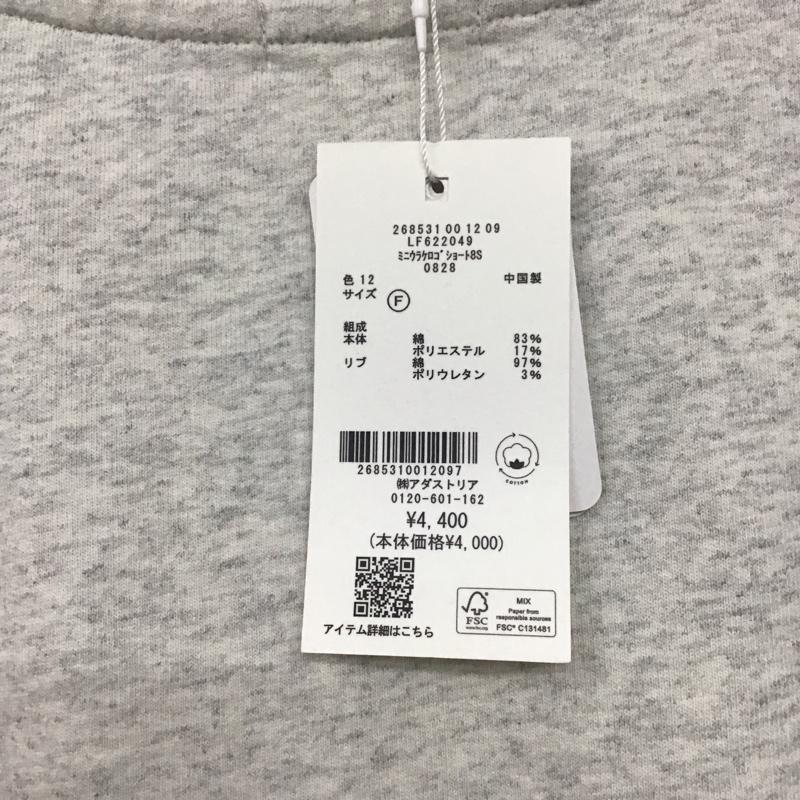 268531 00 12 09
LF622049
ﾐﾆｳﾗｹﾛｺﾞｼｮｰﾄ8S
0828
色 12 中国製
サイズ Ⓕ
組成
本体 綿 83%
ポリエステル 17%
リブ 綿 97%
ポリウレタン 3%
2685310012097
COTTON
㈱アダストリア
0120-601-162
¥4,400
(本体価格¥4,000)
アイテム詳細はこちら
FSC
www.fsc.org
MIX
Paper from
responsible sources
FSC® C131481